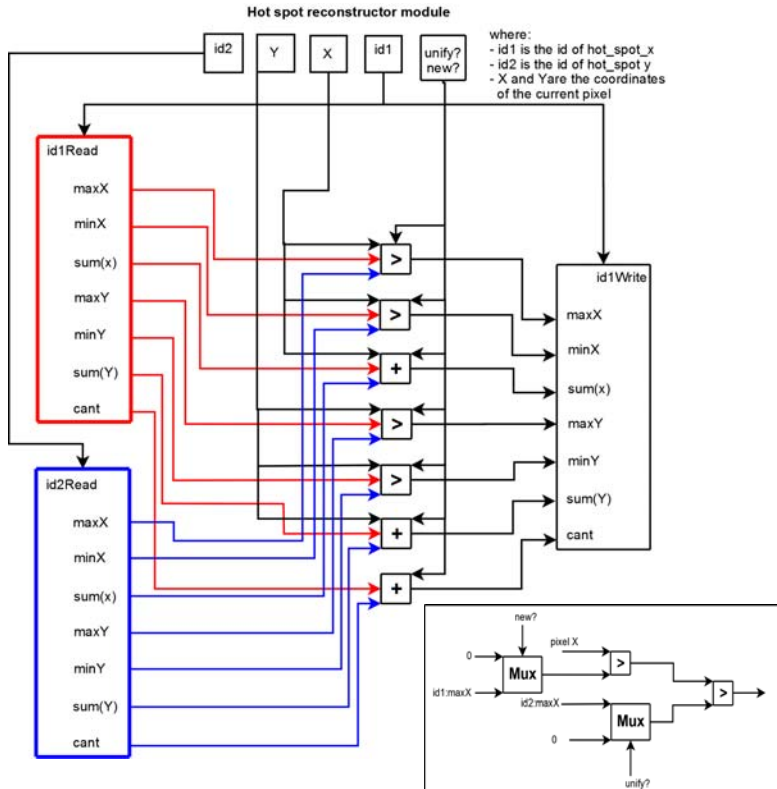 Hot spot reconstructor module
id2
Y
X
id1
unify?
new?
where:
- id1 is the id of hot_spot_x
- id2 is the id of hot_spot y
- X and Yare the coordinates
of the current pixel
id1Read
maxX
minX
sum(x)
maxY
minY
sum(Y)
cant
>
>
+
>
>
+
+
id1Write
maxX
minX
sum(x)
maxY
minY
sum(Y)
cant
id2Read
maxX
minX
sum(x)
maxY
minY
sum(Y)
cant
new?
0
Mux
id1:maxX
pixel X
>
>
id2:maxX
Mux
0
unify?